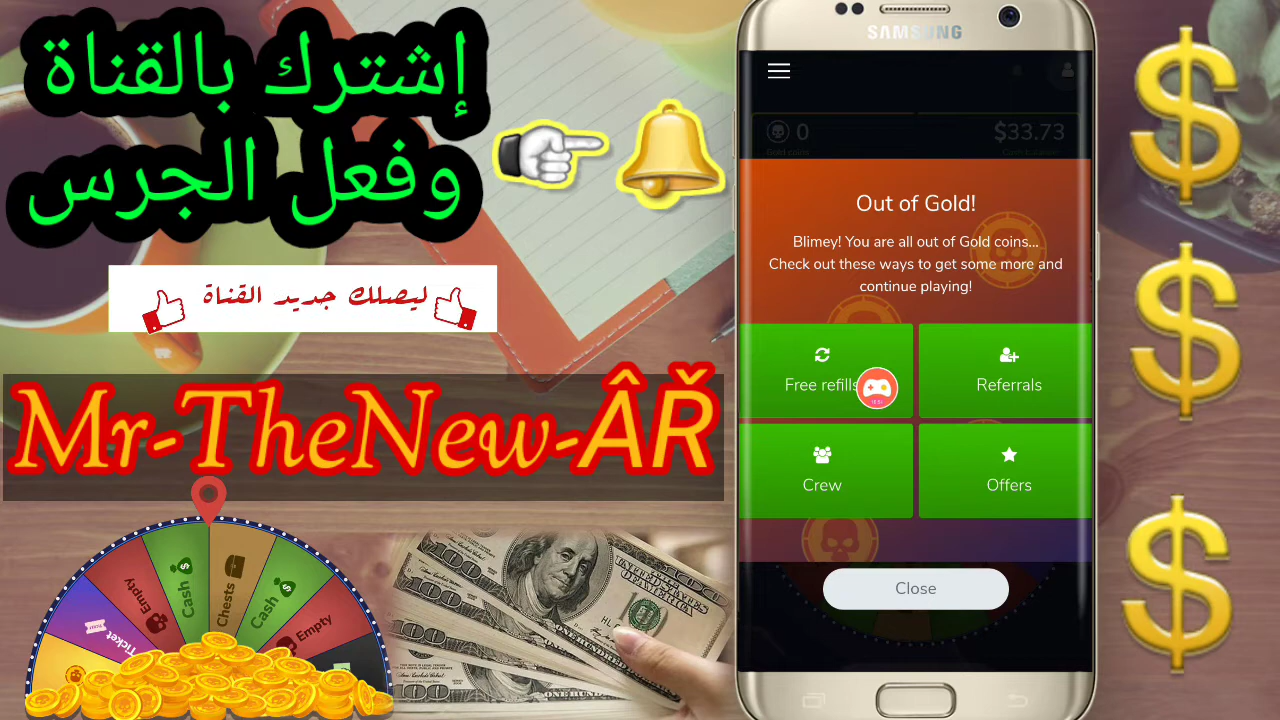 إشترك بالقناة
وفعل الجرس
ليصلك جديد القناة
Mr-TheNew-ÂŘ
Ticket
Empty
Cash
Chests
Cash
Empty
SAMSUNG
0
$33.73
Gold coins
Out of Gold!
Blimey! You are all out of Gold coins...
Check out these ways to get some more and
continue playing!
Free refills
Referrals
Crew
Offers
Close